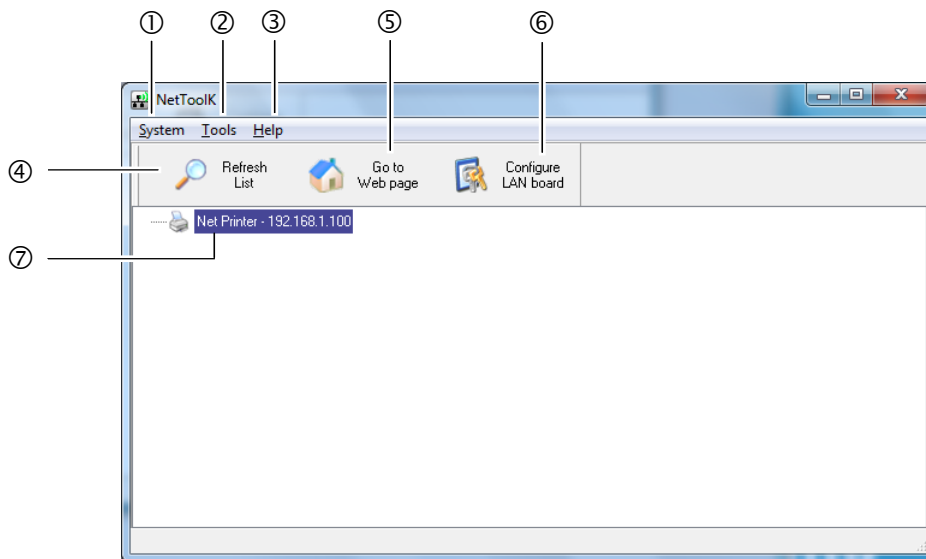 ① ② ③ ⑤ ⑥
NetToolK
System Tools Help
④
Refresh
List
Go to
Web page
Configure
LAN board
Net Printer - 192.168.1.100
⑦